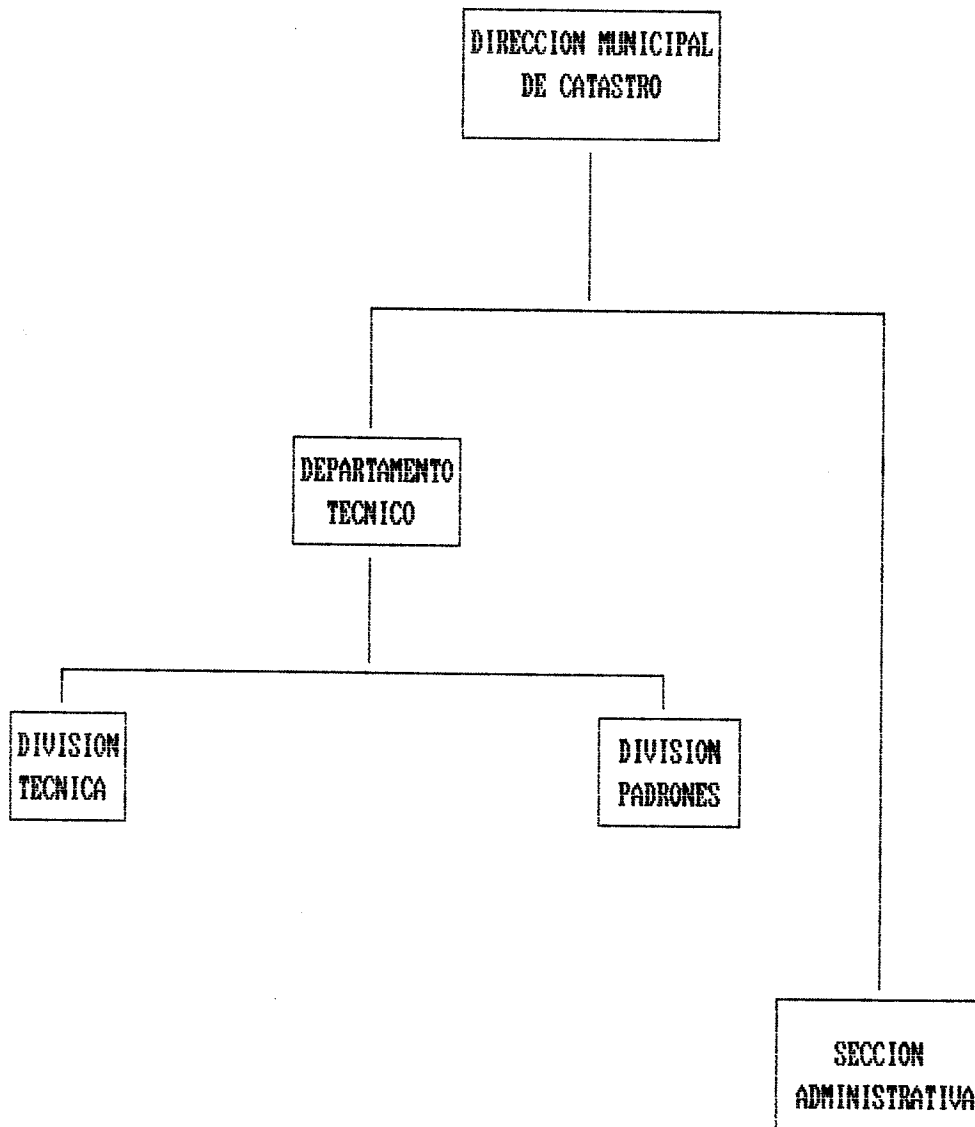 DIRECCION MUNICIPAL
DE CATASTRO
DEPARTAMENTO
TECNICO
DIVISION
TECNICA
DIVISION
PADRONES
SECCION
ADMINISTRATIVA